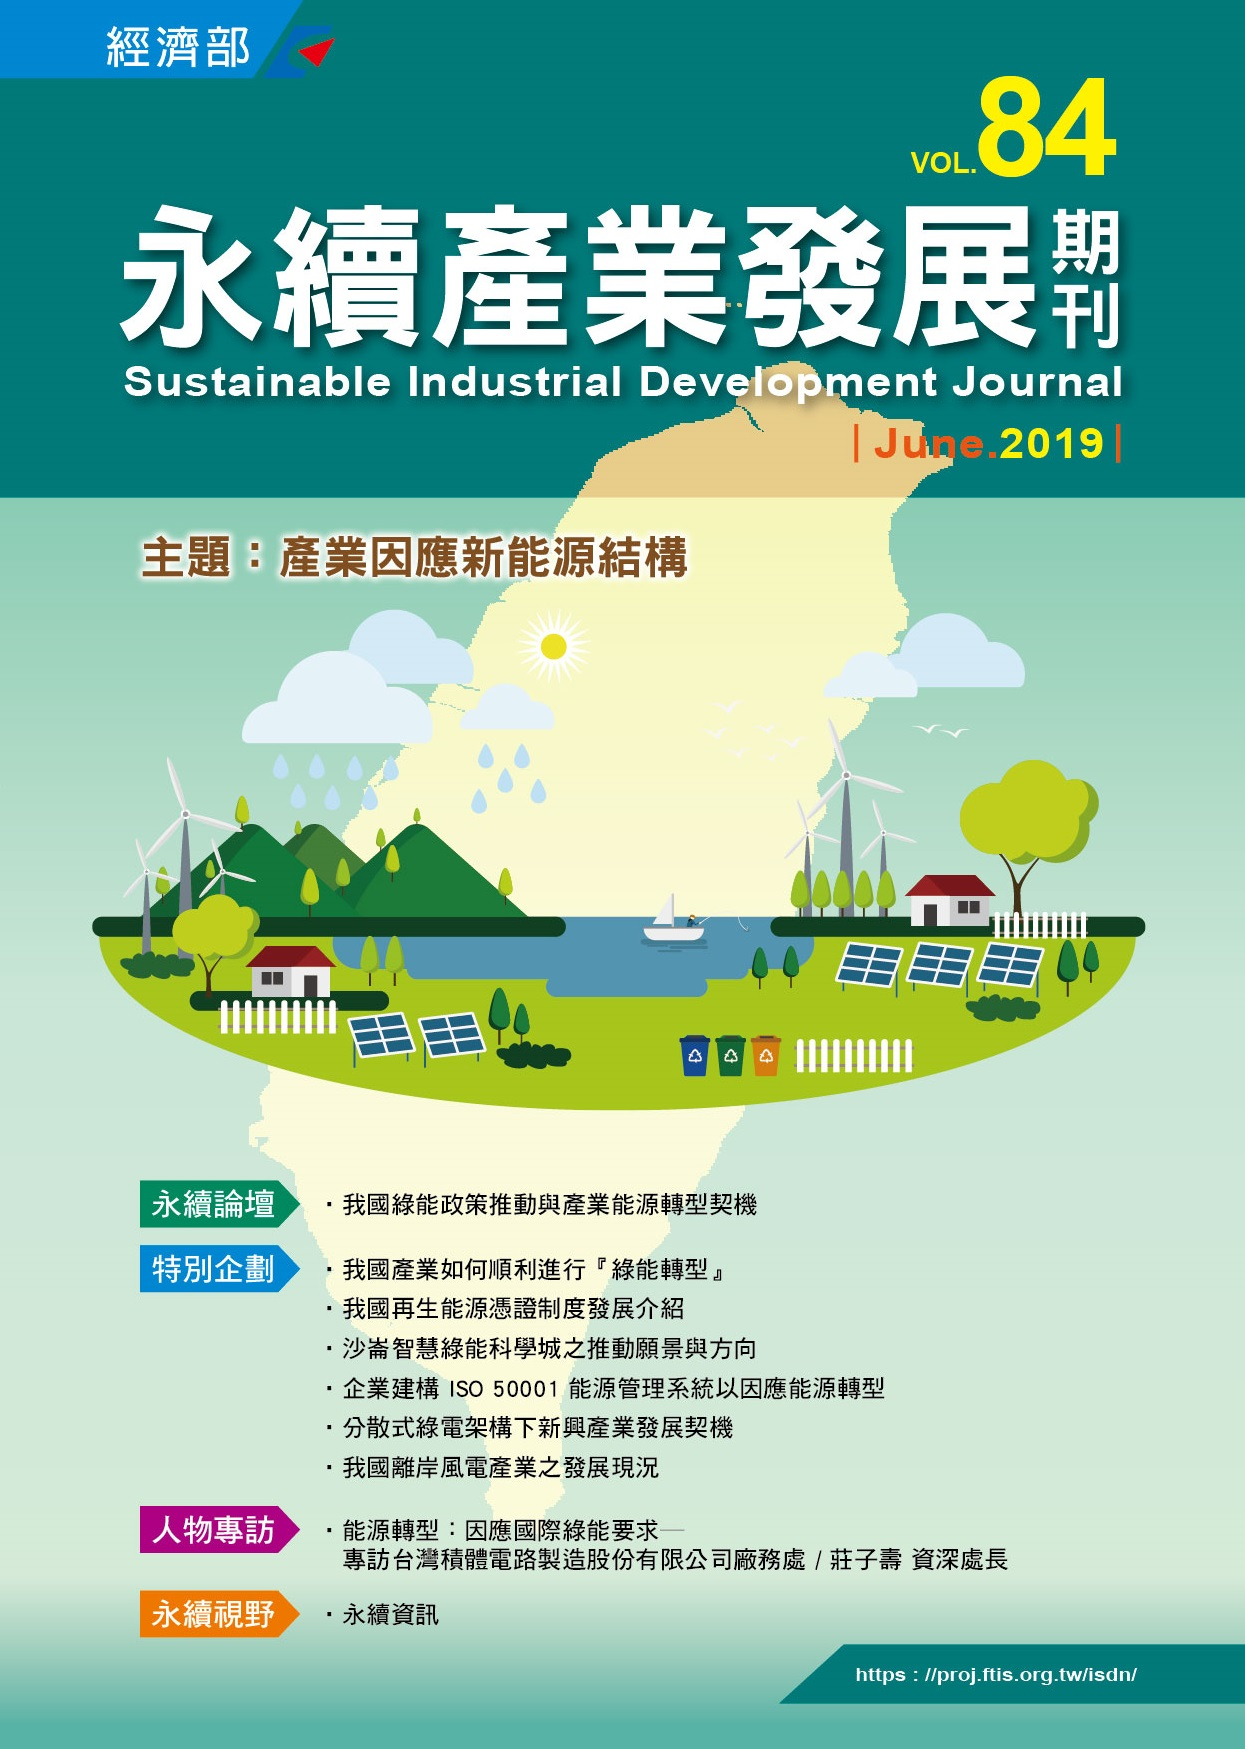 經濟部
VOL.84
永續產業發展期刊
Sustainable Industrial Development Journal
| June.2019 |
主題：產業因應新能源結構
永續論壇
・我國綠能政策推動與產業能源轉型契機
特別企劃
・我國產業如何順利進行『綠能轉型』
・我國再生能源憑證制度發展介紹
・沙崙智慧綠能科學城之推動願景與方向
・企業建構 ISO 50001 能源管理系統以因應能源轉型
・分散式綠電架構下新興產業發展契機
・我國離岸風電產業之發展現況
人物專訪
・能源轉型：因應國際綠能要求—
專訪台灣積體電路製造股份有限公司廠務處 / 莊子壽 資深處長
永續視野
・永續資訊
https : //proj.ftis.org.tw/isdn/